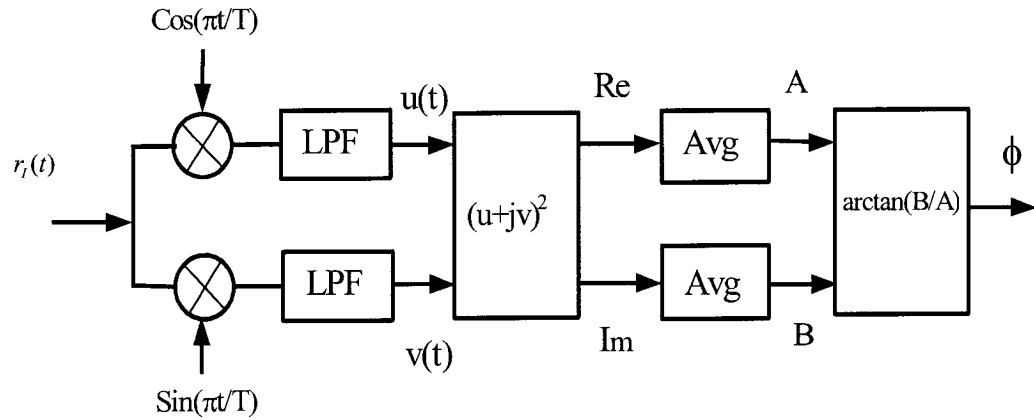 Cos(πt/T)
u(t)
Re
A
LPF
Avg
r_I(t)
(u+jv)²
arctan(B/A)
ϕ
LPF
Avg
v(t)
Im
B
Sin(πt/T)